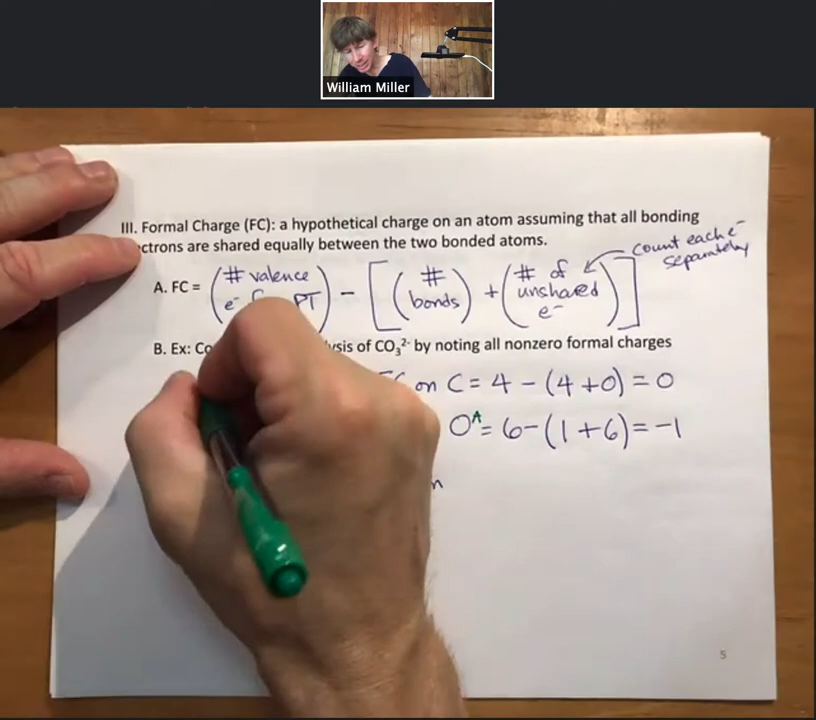 William Miller
III. Formal Charge (FC): a hypothetical charge on an atom assuming that all bonding
ctrons are shared equally between the two bonded atoms.
count each e⁻
separately
A. FC = (# valence e⁻ PT) − [(# bonds) + (# of unshared e⁻)]
B. Ex: Co ysis of CO₃²⁻ by noting all nonzero formal charges
on C = 4 − (4+0) = 0
Oᴬ = 6 − (1+6) = −1
n
5